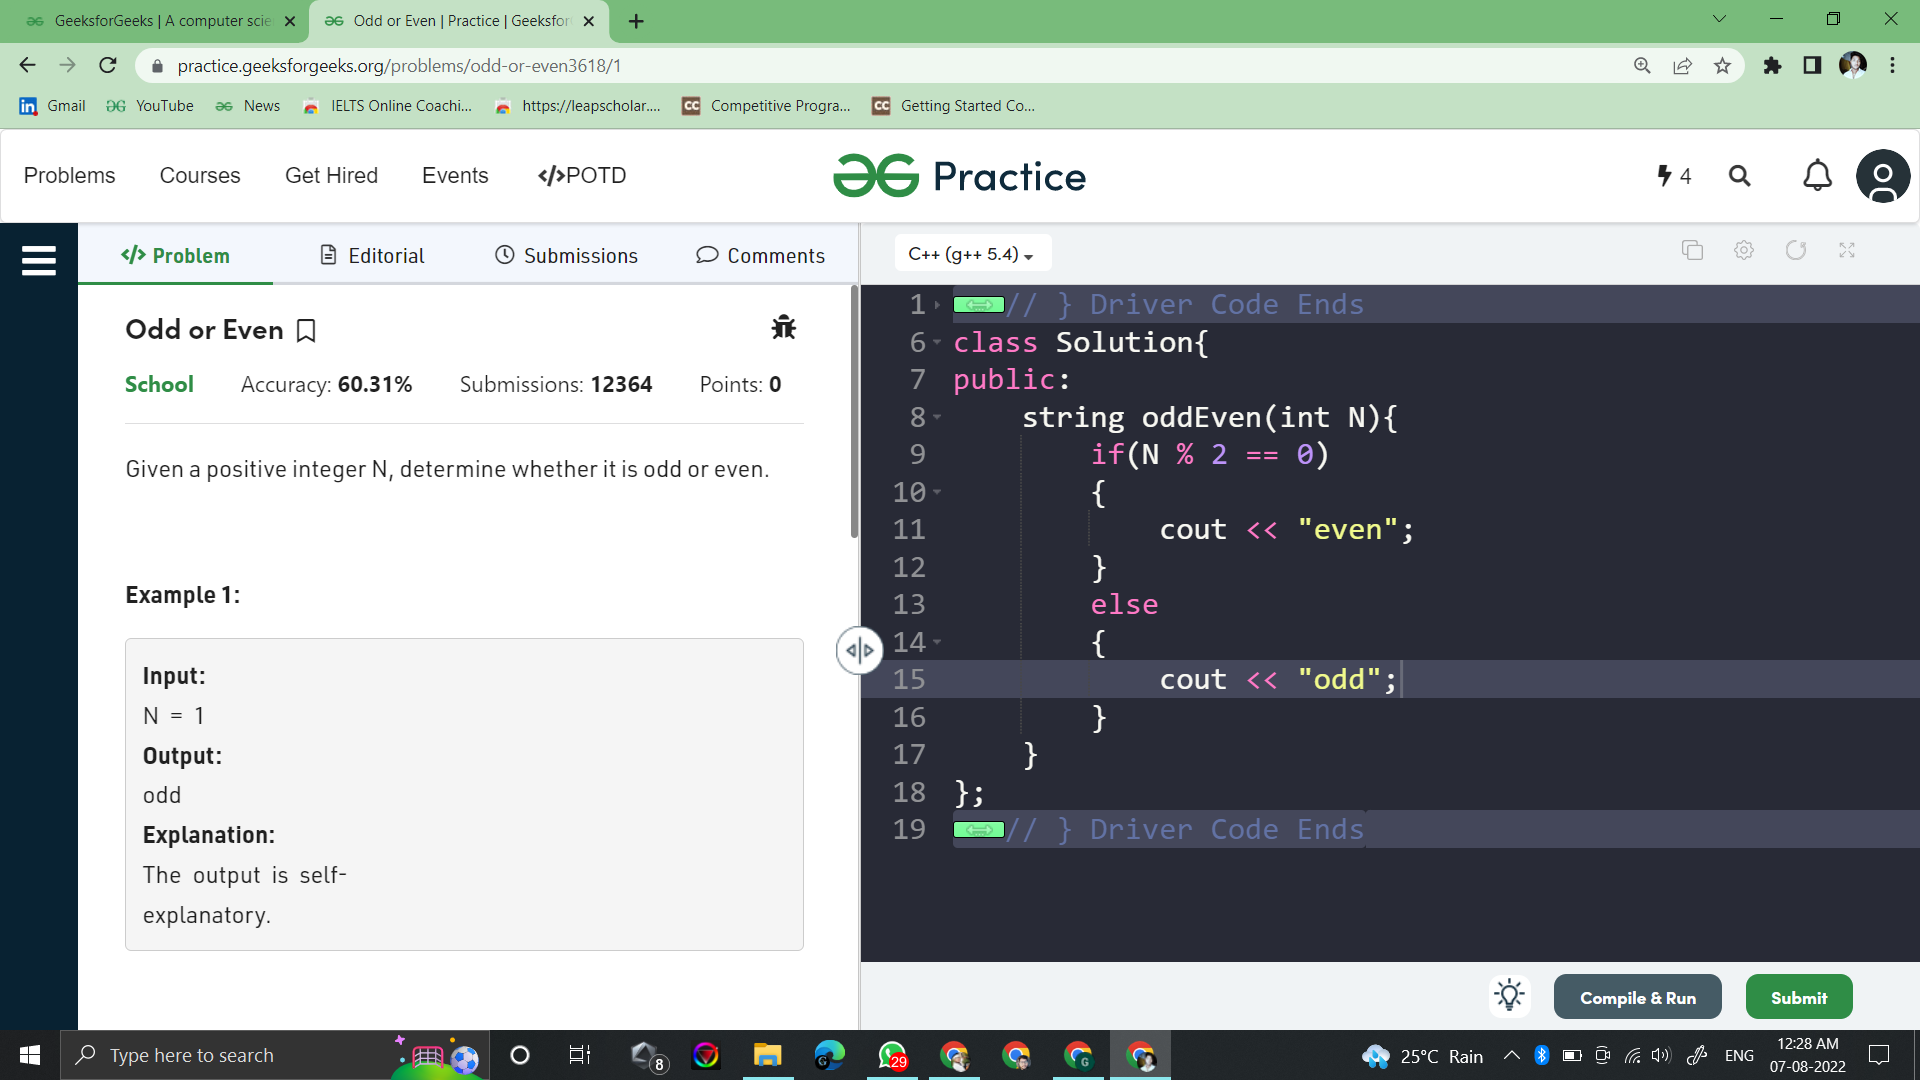 GeeksforGeeks | A computer scie
Odd or Even | Practice | Geeksfor
practice.geeksforgeeks.org/problems/odd-or-even3618/1
Gmail YouTube News IELTS Online Coachi... https://leapscholar.... CC Competitive Progra... CC Getting Started Co...
Problems Courses Get Hired Events </>POTD Practice 4
</> Problem Editorial Submissions Comments
C++ (g++ 5.4)
Odd or Even
School Accuracy: 60.31% Submissions: 12364 Points: 0
Given a positive integer N, determine whether it is odd or even.
Example 1:
Input:
N = 1
Output:
odd
Explanation:
The output is self-
explanatory.
1 // } Driver Code Ends
6 class Solution{
7 public:
8 string oddEven(int N){
9 if(N % 2 == 0)
10 {
11 cout << "even";
12 }
13 else
14 {
15 cout << "odd";
16 }
17 }
18 };
19 // } Driver Code Ends
Compile & Run Submit
Type here to search
8
29
G
25°C Rain
ENG
12:28 AM
07-08-2022